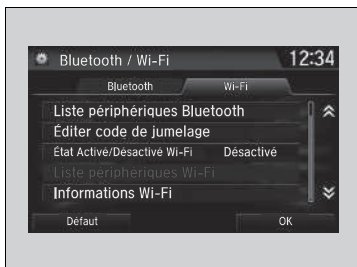 Bluetooth / Wi-Fi
12:34
Bluetooth
Wi-Fi
Liste périphériques Bluetooth
Éditer code de jumelage
État Activé/Désactivé Wi-Fi Désactivé
Liste périphériques Wi-Fi
Informations Wi-Fi
Défaut
OK